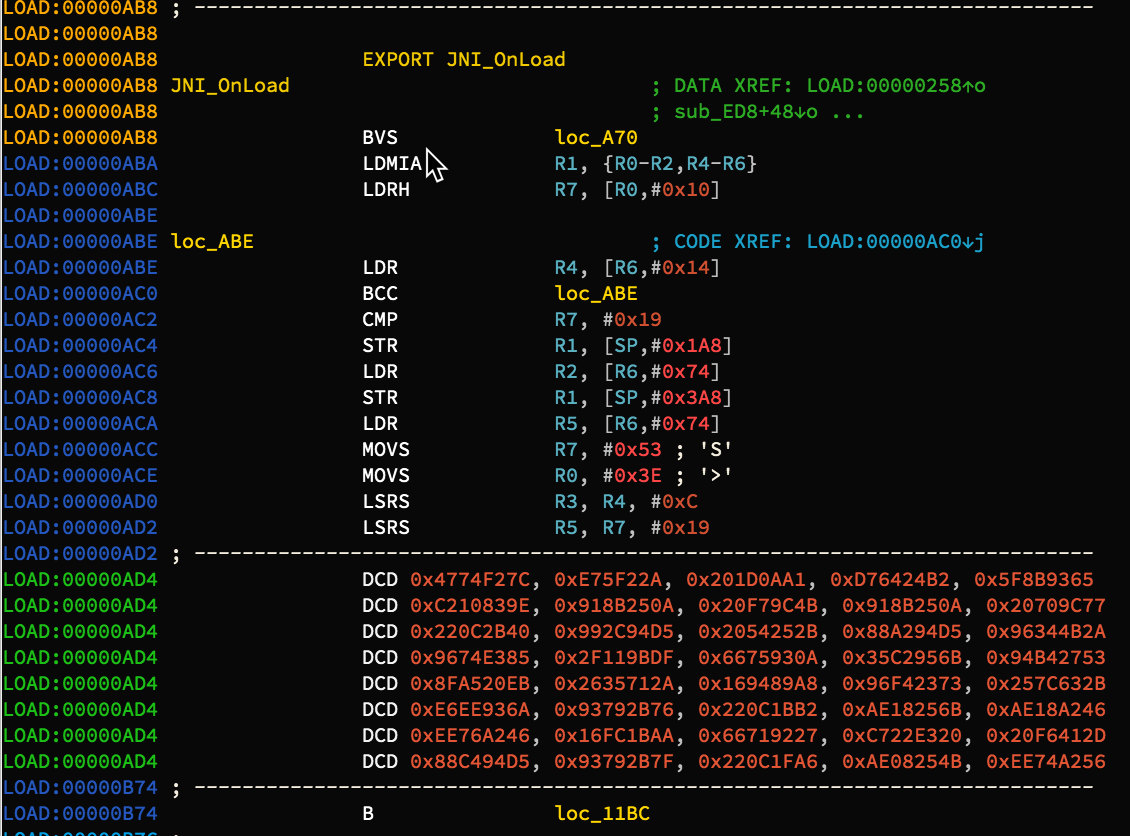 LOAD:00000AB8 ; ---------------------------------------------------------------------------
LOAD:00000AB8
LOAD:00000AB8 EXPORT JNI_OnLoad
LOAD:00000AB8 JNI_OnLoad ; DATA XREF: LOAD:00000258↑o
LOAD:00000AB8 ; sub_ED8+48↓o ...
LOAD:00000AB8 BVS loc_A70
LOAD:00000ABA LDMIA R1, {R0-R2,R4-R6}
LOAD:00000ABC LDRH R7, [R0,#0x10]
LOAD:00000ABE
LOAD:00000ABE loc_ABE ; CODE XREF: LOAD:00000AC0↓j
LOAD:00000ABE LDR R4, [R6,#0x14]
LOAD:00000AC0 BCC loc_ABE
LOAD:00000AC2 CMP R7, #0x19
LOAD:00000AC4 STR R1, [SP,#0x1A8]
LOAD:00000AC6 LDR R2, [R6,#0x74]
LOAD:00000AC8 STR R1, [SP,#0x3A8]
LOAD:00000ACA LDR R5, [R6,#0x74]
LOAD:00000ACC MOVS R7, #0x53 ; 'S'
LOAD:00000ACE MOVS R0, #0x3E ; '>'
LOAD:00000AD0 LSRS R3, R4, #0xC
LOAD:00000AD2 LSRS R5, R7, #0x19
LOAD:00000AD2 ; ---------------------------------------------------------------------------
LOAD:00000AD4 DCD 0x4774F27C, 0xE75F22A, 0x201D0AA1, 0xD76424B2, 0x5F8B9365
LOAD:00000AD4 DCD 0xC210839E, 0x918B250A, 0x20F79C4B, 0x918B250A, 0x20709C77
LOAD:00000AD4 DCD 0x220C2B40, 0x992C94D5, 0x2054252B, 0x88A294D5, 0x96344B2A
LOAD:00000AD4 DCD 0x9674E385, 0x2F119BDF, 0x6675930A, 0x35C2956B, 0x94B42753
LOAD:00000AD4 DCD 0x8FA520EB, 0x2635712A, 0x169489A8, 0x96F42373, 0x257C632B
LOAD:00000AD4 DCD 0xE6EE936A, 0x93792B76, 0x220C1BB2, 0xAE18256B, 0xAE18A246
LOAD:00000AD4 DCD 0xEE76A246, 0x16FC1BAA, 0x66719227, 0xC722E320, 0x20F6412D
LOAD:00000AD4 DCD 0x88C494D5, 0x93792B7F, 0x220C1FA6, 0xAE08254B, 0xEE74A256
LOAD:00000B74 ; ---------------------------------------------------------------------------
LOAD:00000B74 B loc_11BC